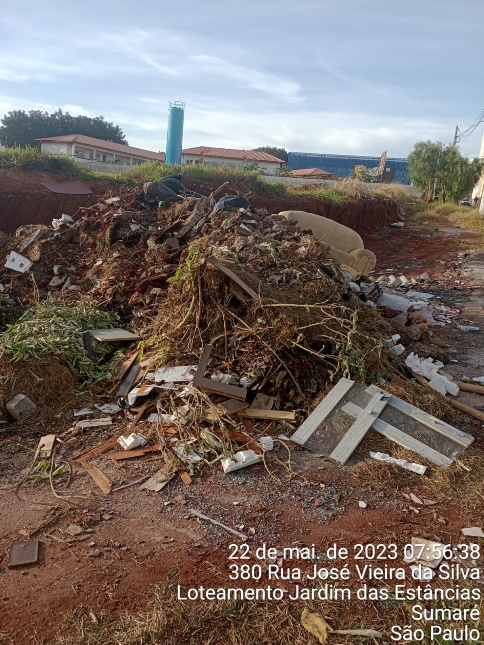 22 de mai. de 2023 07:56:38
380 Rua José Vieira da Silva
Loteamento Jardim das Estâncias
Sumaré
São Paulo